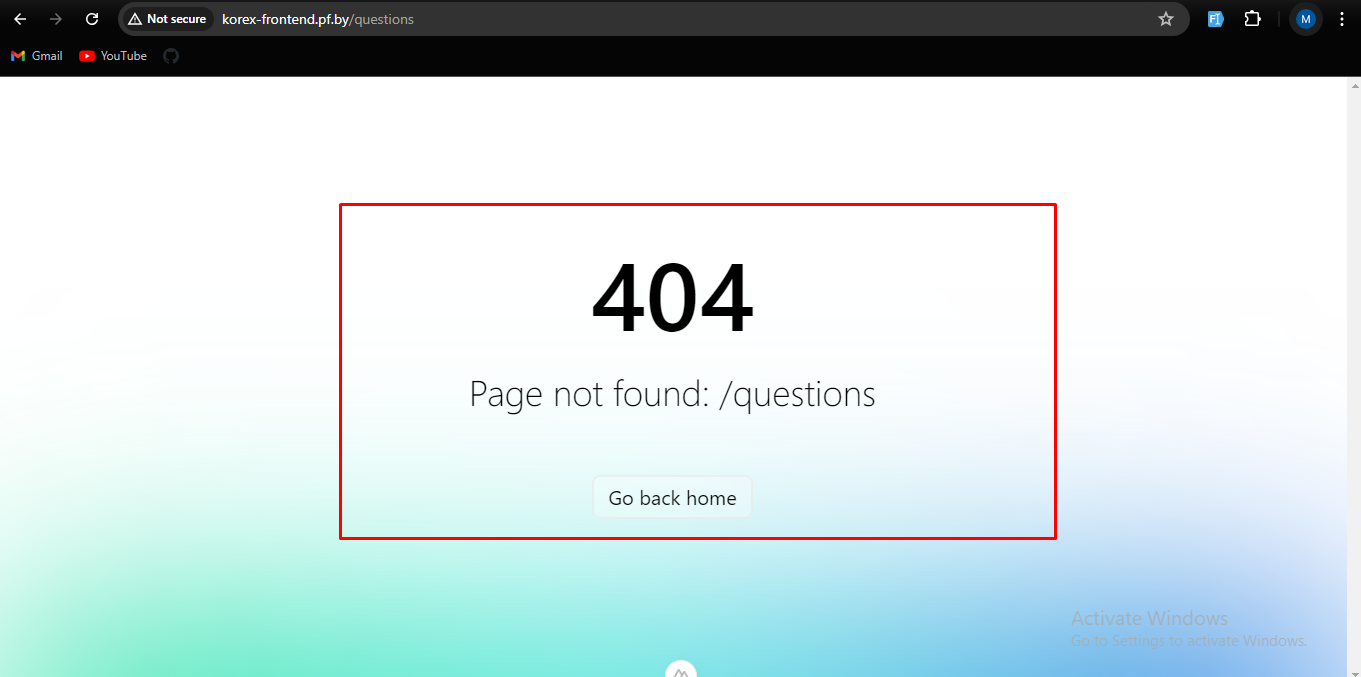 Not secure korex-frontend.pf.by/questions
M
Gmail YouTube
404
Page not found: /questions
Go back home
Activate Windows
Go to Settings to activate Windows.